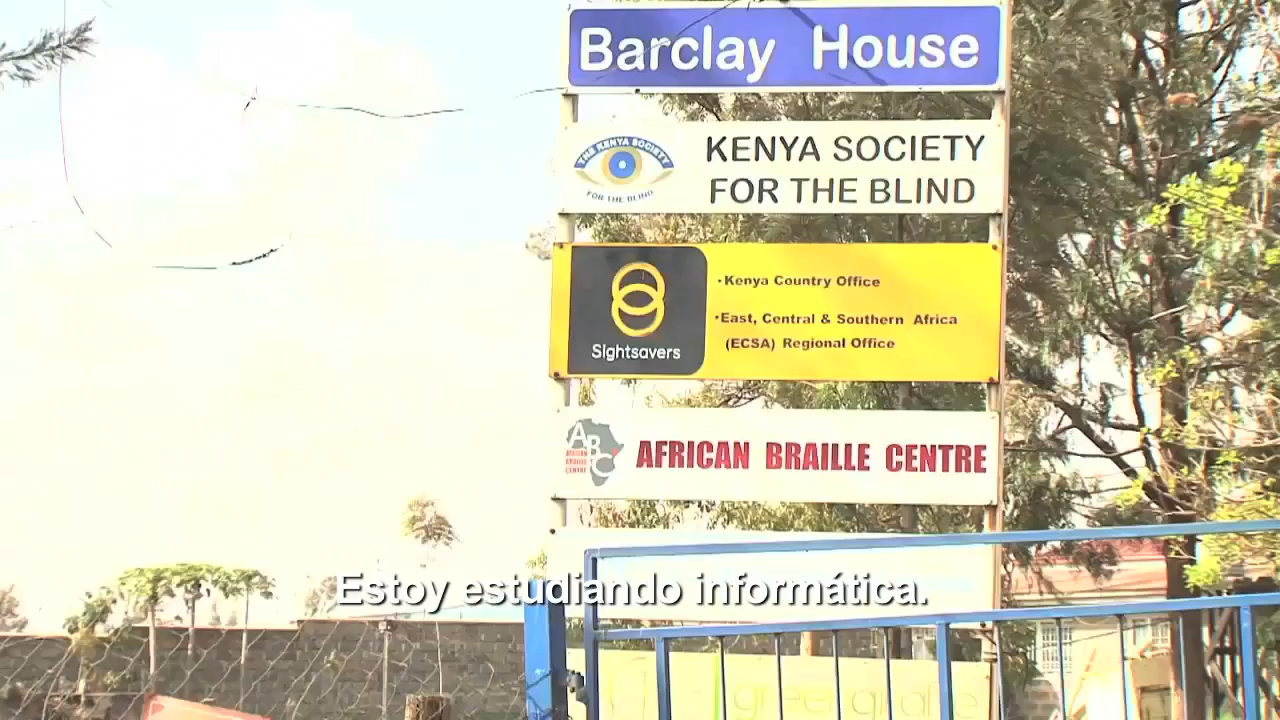 Barclay House
THE KENYA SOCIETY
FOR THE BLIND
KENYA SOCIETY
FOR THE BLIND
Sightsavers
•Kenya Country Office
•East, Central & Southern Africa
(ECSA) Regional Office
ABC
AFRICAN
BRAILLE
CENTRE
AFRICAN BRAILLE CENTRE
Estoy estudiando informática.